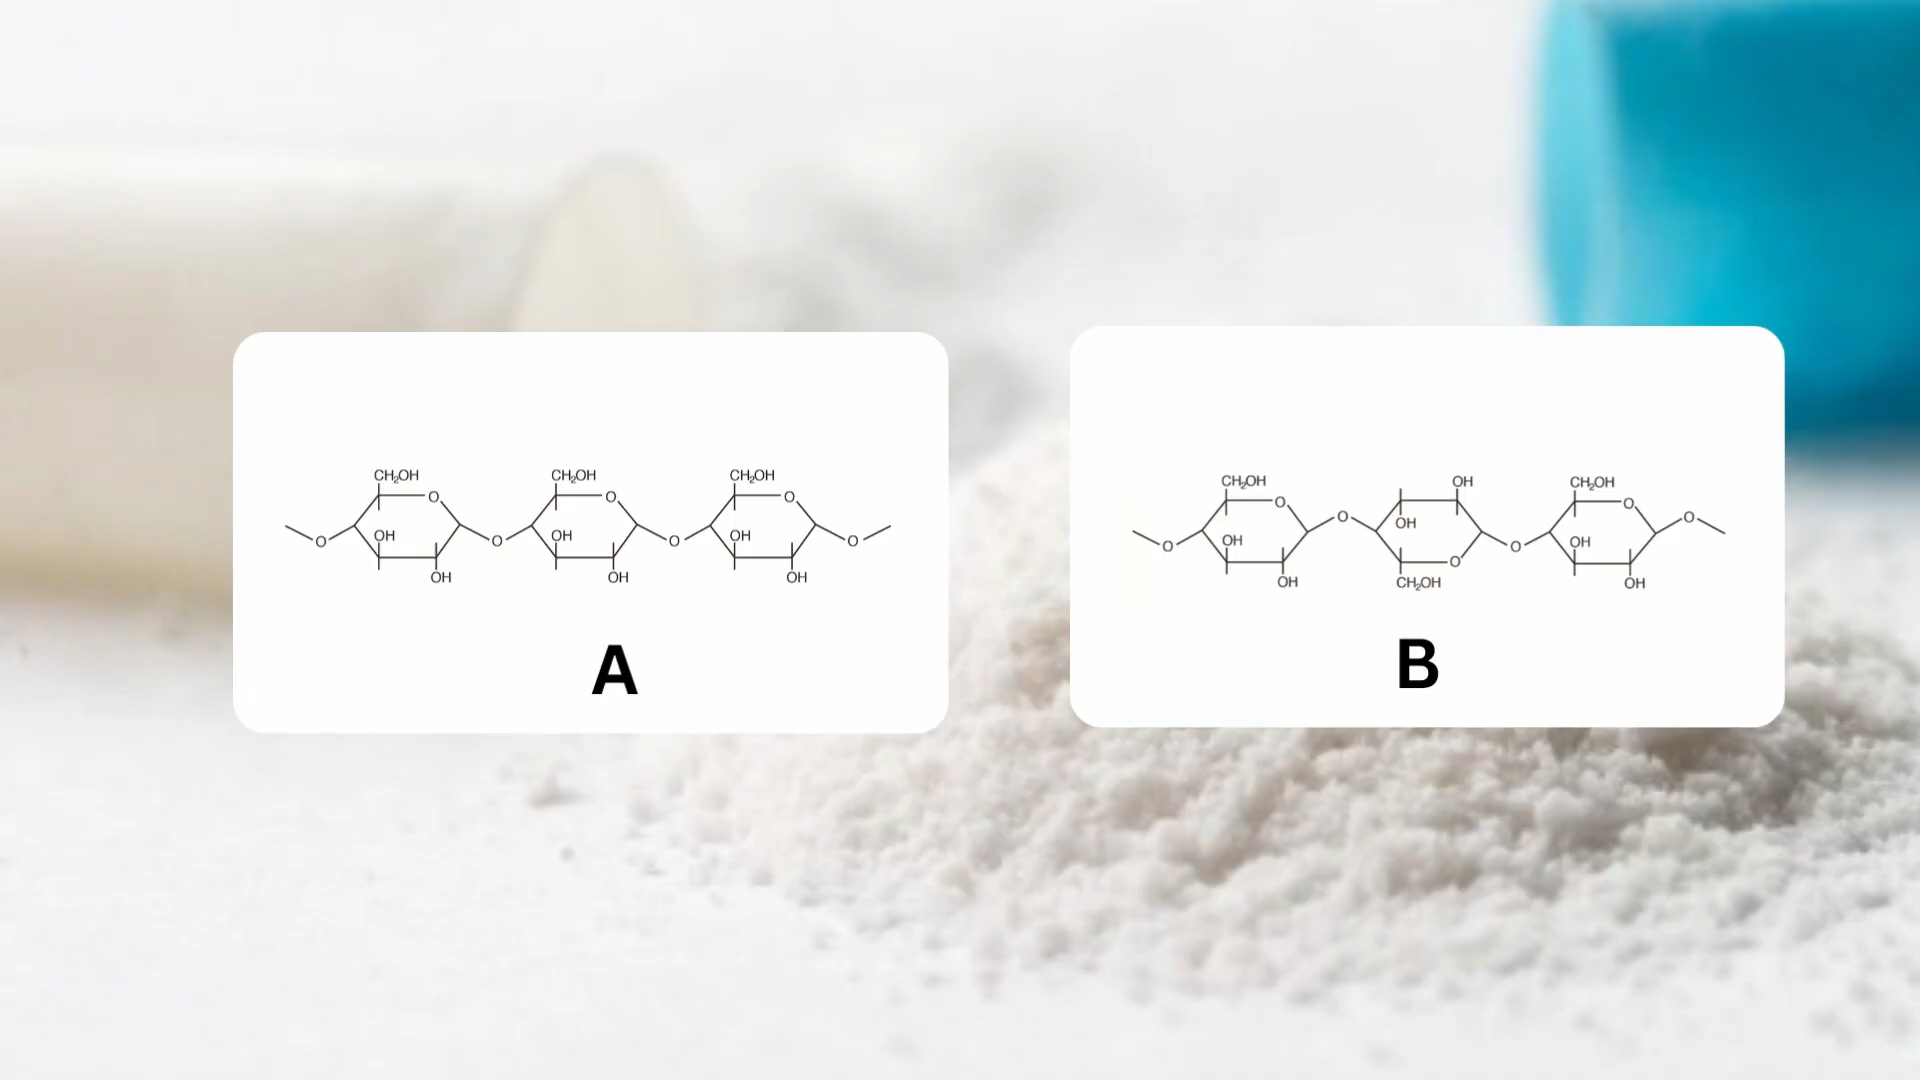 CH2OH CH2OH CH2OH
O O O
OH OH OH
O O O O
OH OH OH
A
CH2OH OH CH2OH
O O
O O
OH
OH OH
O O
O
OH CH2OH OH
B